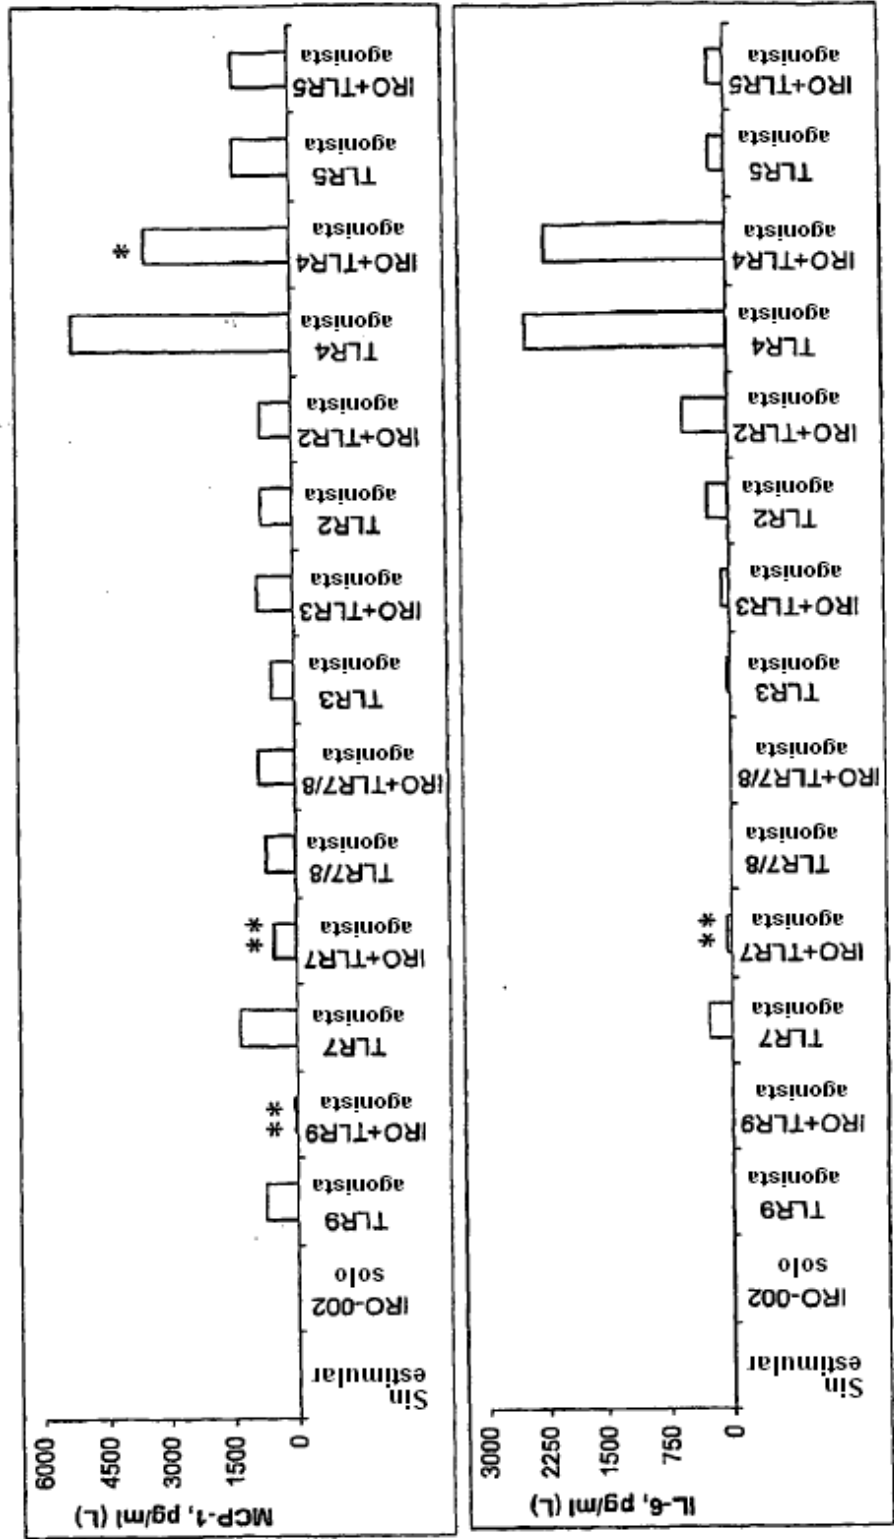 MCP-1, pg/ml (L)
6000
4500
3000
1500
0
Sin
estimular
IRO-002
solo
TLR9
agonista
IRO+TLR9
agonista
**
TLR7
agonista
IRO+TLR7
agonista
**
TLR7/8
agonista
IRO+TLR7/8
agonista
TLR3
agonista
IRO+TLR3
agonista
TLR2
agonista
IRO+TLR2
agonista
TLR4
agonista
IRO+TLR4
agonista
*
TLR5
agonista
IRO+TLR5
agonista
IL-6, pg/ml (L)
3000
2250
1500
750
0
Sin
estimular
IRO-002
solo
TLR9
agonista
IRO+TLR9
agonista
TLR7
agonista
IRO+TLR7
agonista
**
TLR7/8
agonista
IRO+TLR7/8
agonista
TLR3
agonista
IRO+TLR3
agonista
TLR2
agonista
IRO+TLR2
agonista
TLR4
agonista
IRO+TLR4
agonista
TLR5
agonista
IRO+TLR5
agonista